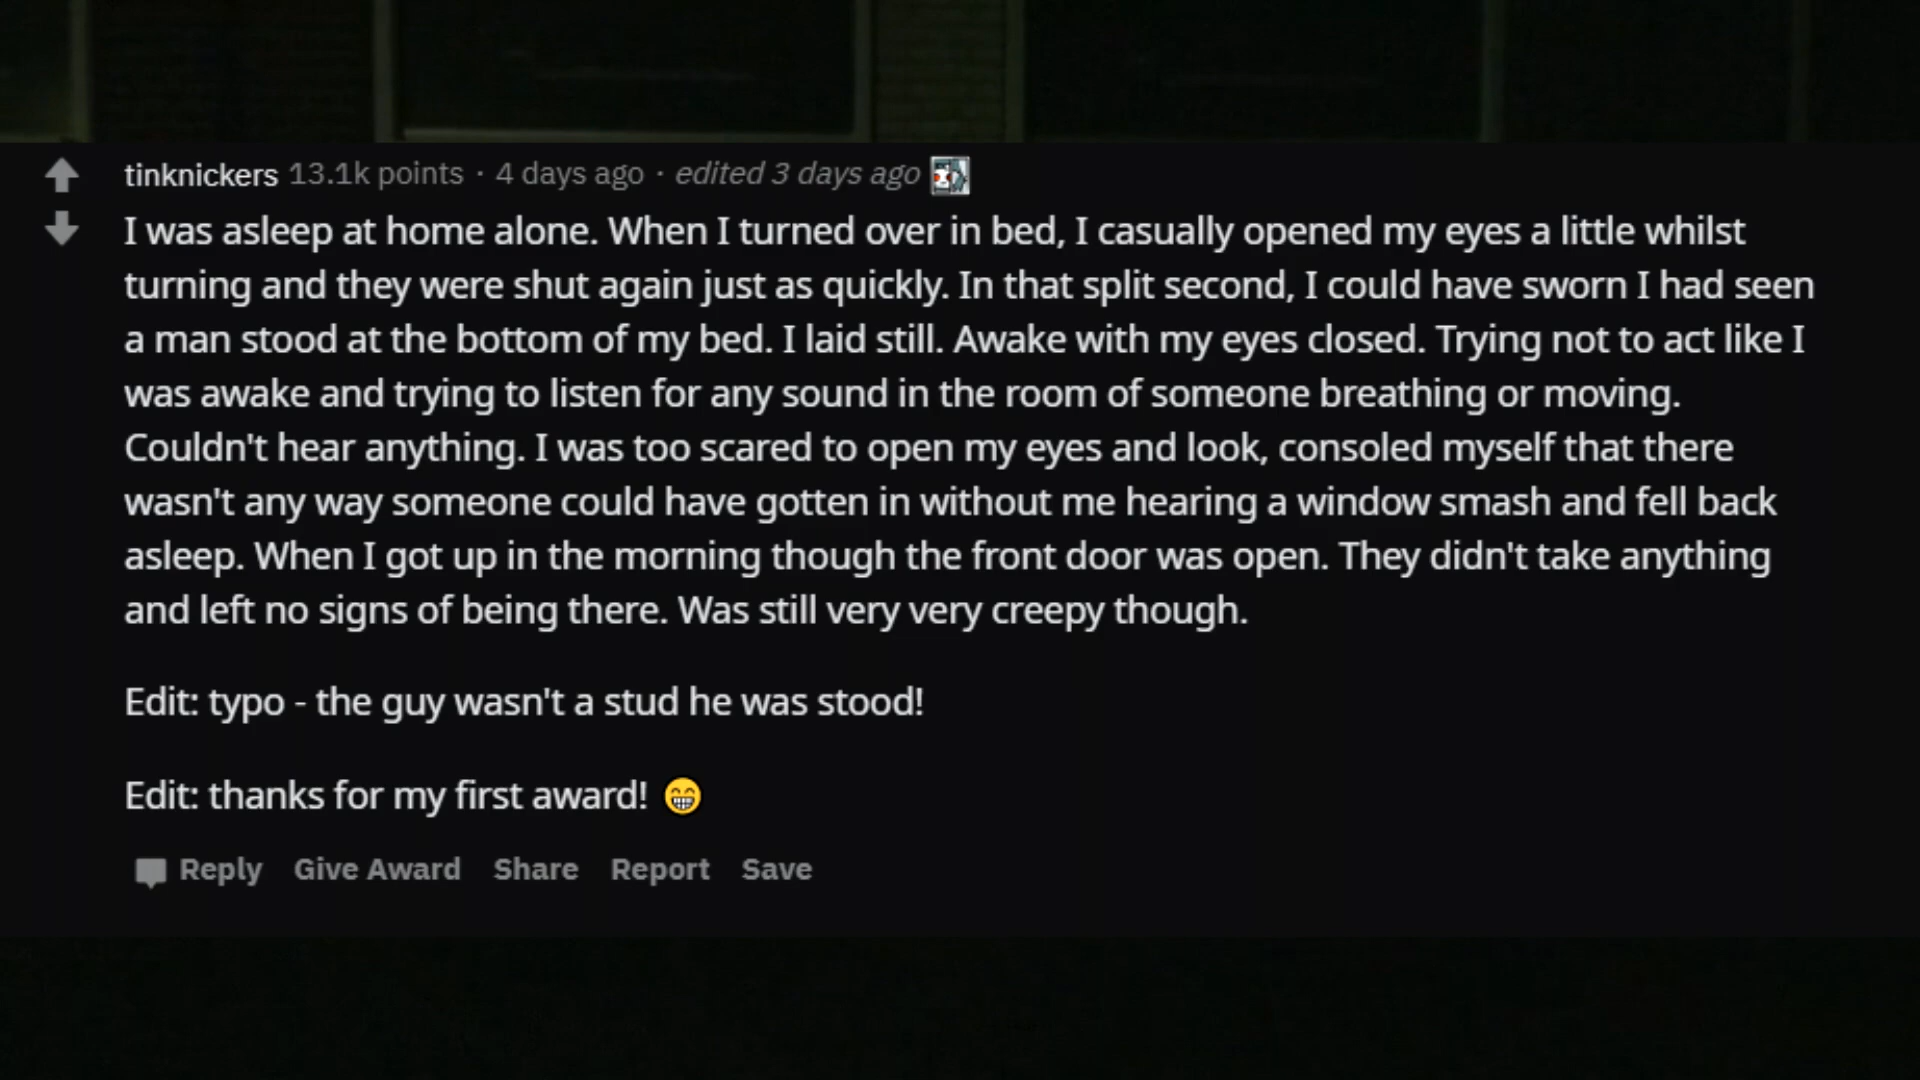 tinknickers 13.1k points · 4 days ago · edited 3 days ago
I was asleep at home alone. When I turned over in bed, I casually opened my eyes a little whilst
turning and they were shut again just as quickly. In that split second, I could have sworn I had seen
a man stood at the bottom of my bed. I laid still. Awake with my eyes closed. Trying not to act like I
was awake and trying to listen for any sound in the room of someone breathing or moving.
Couldn't hear anything. I was too scared to open my eyes and look, consoled myself that there
wasn't any way someone could have gotten in without me hearing a window smash and fell back
asleep. When I got up in the morning though the front door was open. They didn't take anything
and left no signs of being there. Was still very very creepy though.
Edit: typo - the guy wasn't a stud he was stood!
Edit: thanks for my first award! 😁
Reply Give Award Share Report Save